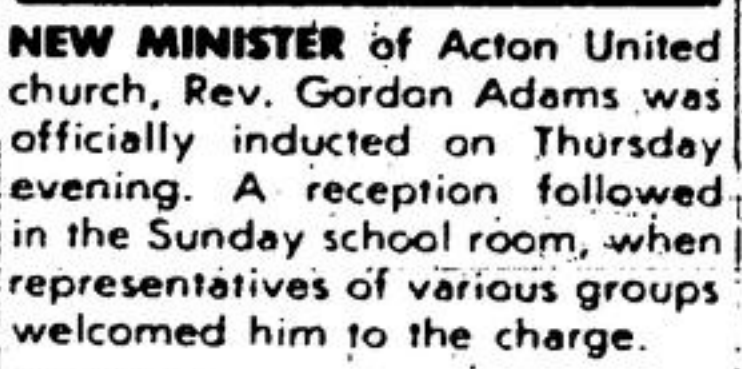 NEW MINISTER of Acton United
church, Rev. Gordon Adams was
officially inducted on Thursday
evening. A reception followed
in the Sunday school room, when
representatives of various groups
welcomed him to the charge.